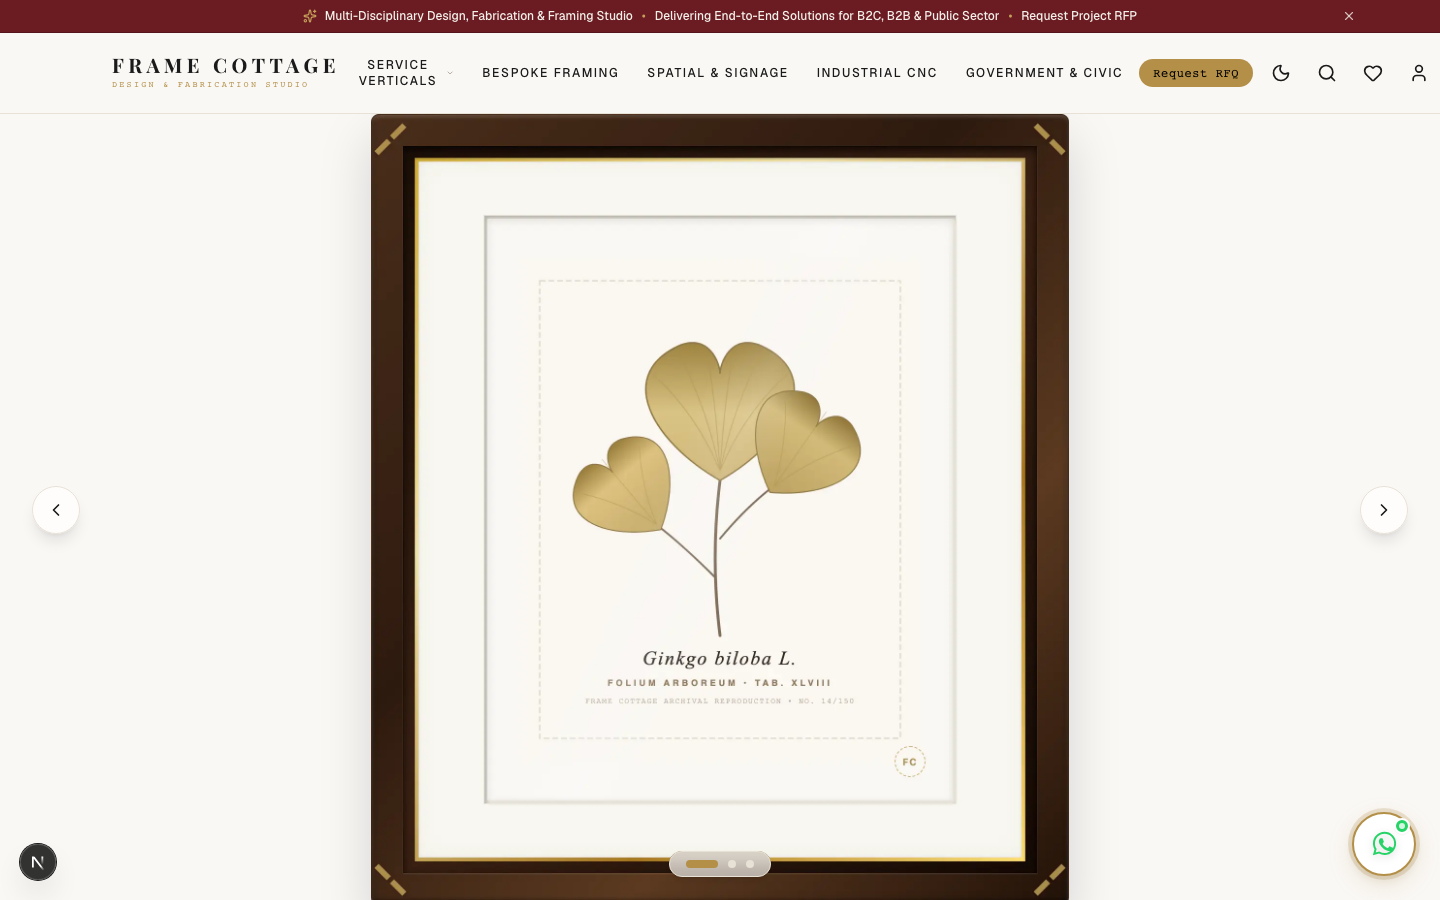 Multi-Disciplinary Design, Fabrication & Framing Studio • Delivering End-to-End Solutions for B2C, B2B & Public Sector • Request Project RFP
FRAME COTTAGE
DESIGN & FABRICATION STUDIO
SERVICE
VERTICALS
BESPOKE FRAMING
SPATIAL & SIGNAGE
INDUSTRIAL CNC
GOVERNMENT & CIVIC
Request RFQ
Ginkgo biloba L.
FOLIUM ARBOREUM · TAB. XLVIII
FRAME COTTAGE ARCHIVAL REPRODUCTION • NO. 14/150
FC
N